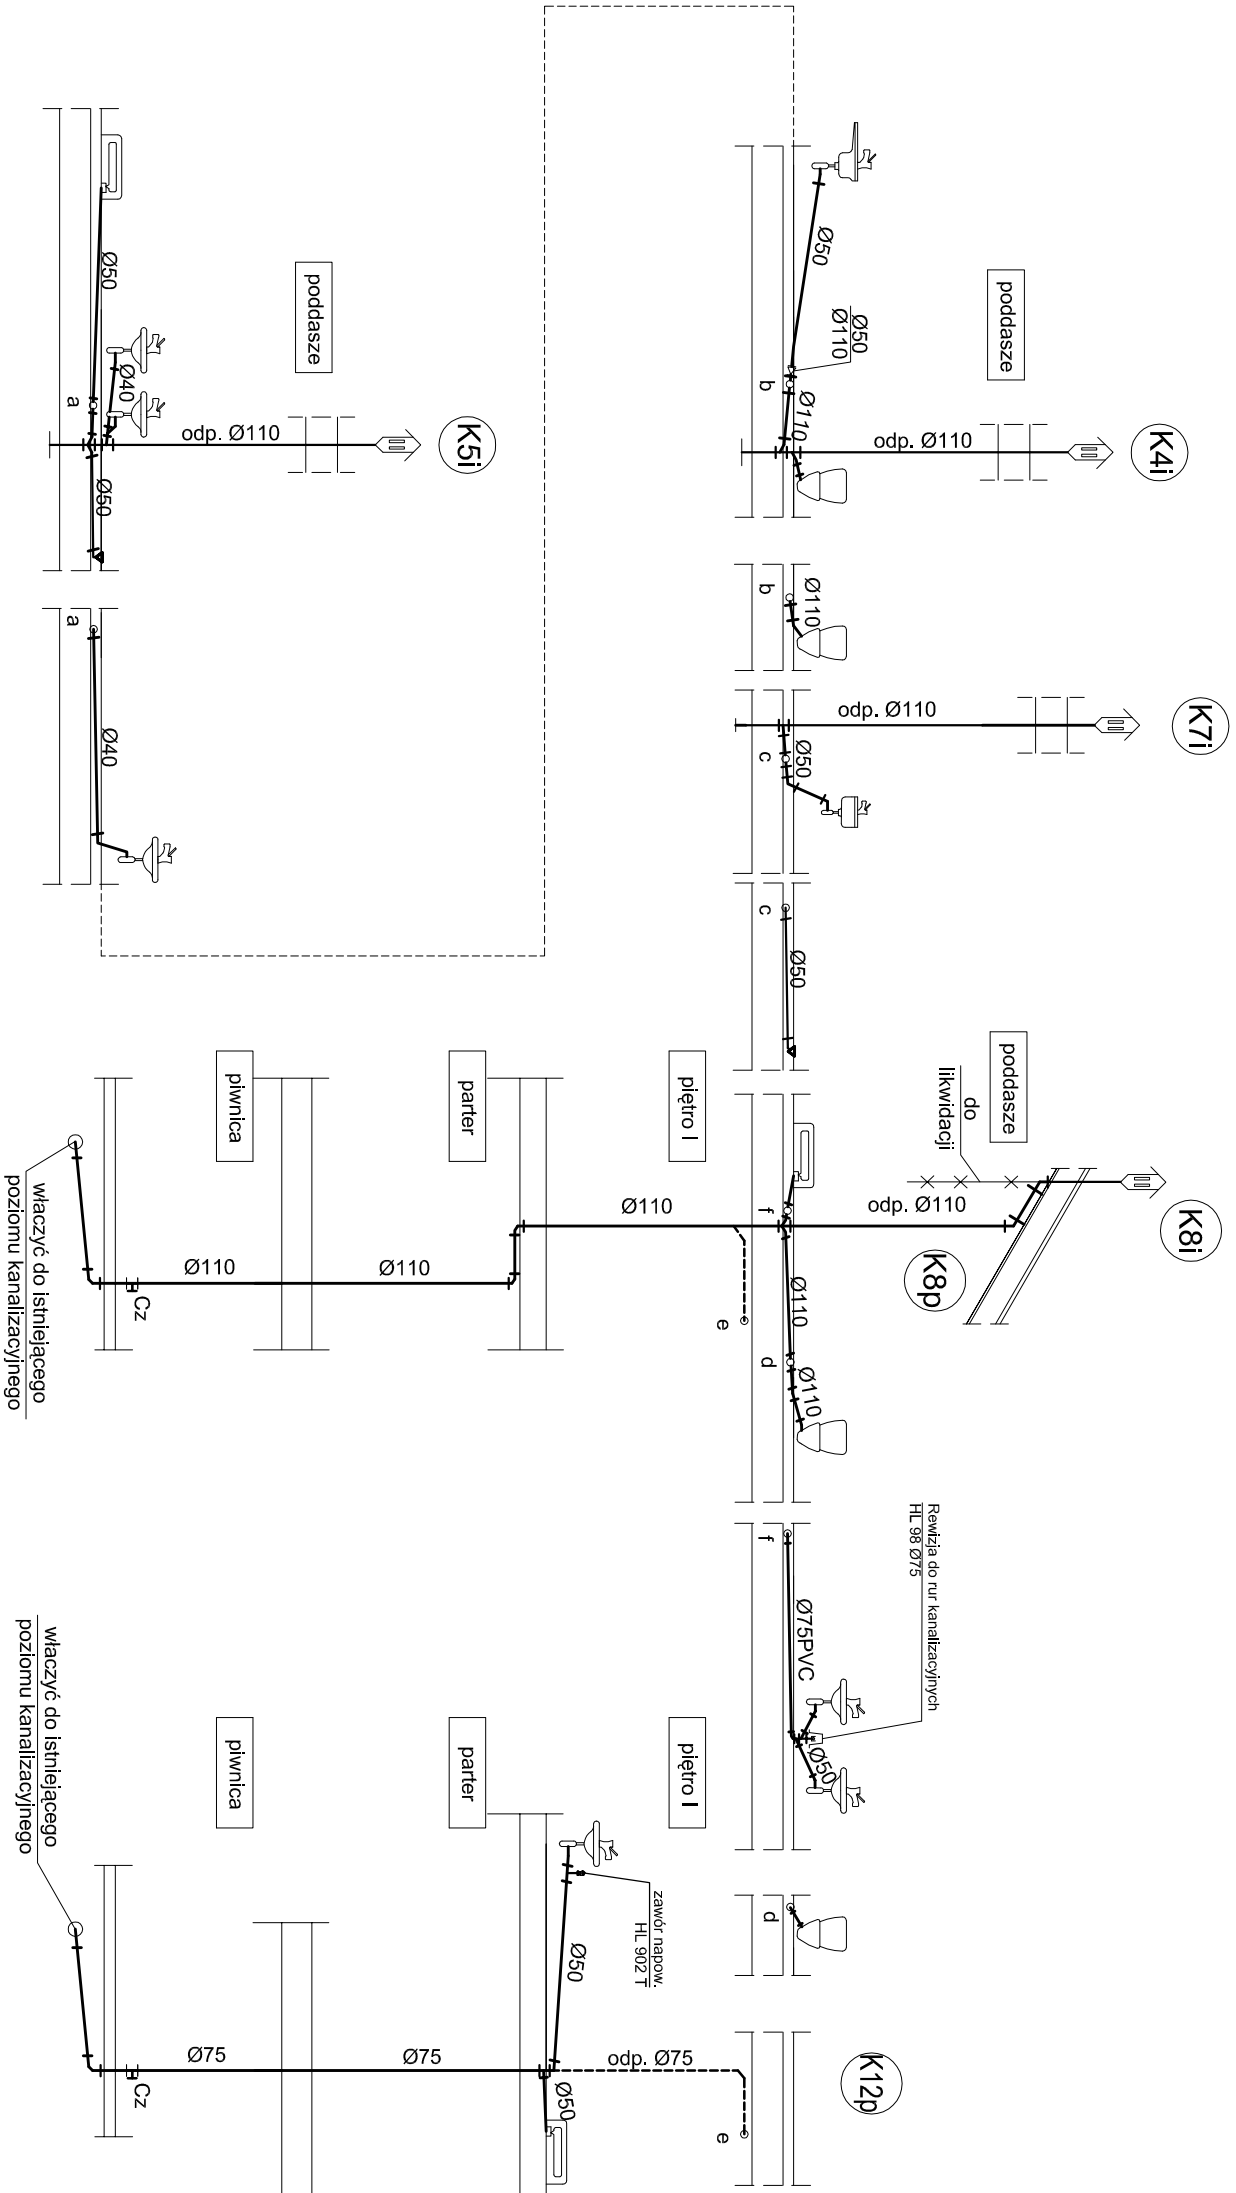 K4i
K7i
K8i
K8p
K12p
K5i
poddasze
Ø50
Ø50
Ø110
Ø110
odp. Ø110
b
b
Ø110
odp. Ø110
Ø50
c
c
Ø50
poddasze
do
likwidacji
odp. Ø110
f
Ø110
d
Ø110
Rewizja do rur kanalizacyjnych
HL 98 Ø75
f
Ø75PVC
Ø50
d
piętro I
Ø110
e
parter
Ø110
piwnica
Ø110
Cz
właczyć do istniejącego
poziomu kanalizacyjnego
piętro I
zawór napow.
HL 902 T
Ø50
odp. Ø75
e
Ø50
parter
Ø75
piwnica
Ø75
Cz
właczyć do istniejącego
poziomu kanalizacyjnego
poddasze
Ø50
Ø40
odp. Ø110
a
Ø50
a
Ø40